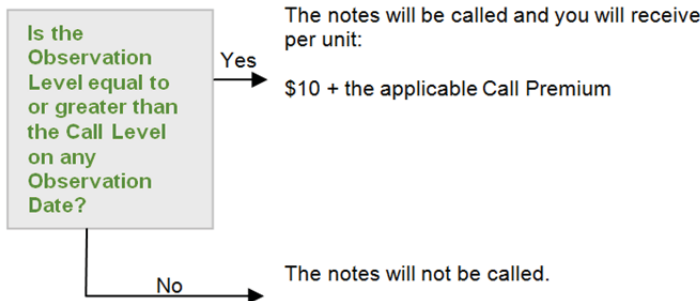 Is the
Observation
Level equal to
or greater than
the Call Level
on any
Observation
Date?
Yes
The notes will be called and you will receive
per unit:
$10 + the applicable Call Premium
No
The notes will not be called.